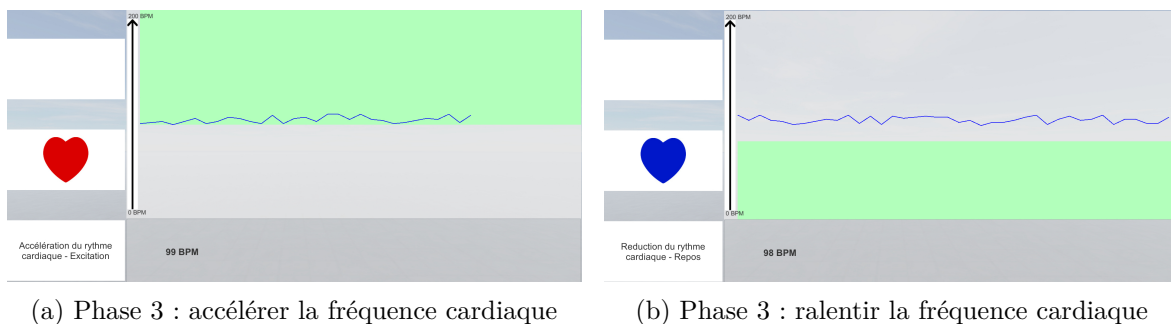 200 BPM
0 BPM
Accélération du rythme
cardiaque - Excitation
99 BPM
(a) Phase 3 : accélérer la fréquence cardiaque
200 BPM
0 BPM
Reduction du rythme
cardiaque - Repos
98 BPM
(b) Phase 3 : ralentir la fréquence cardiaque